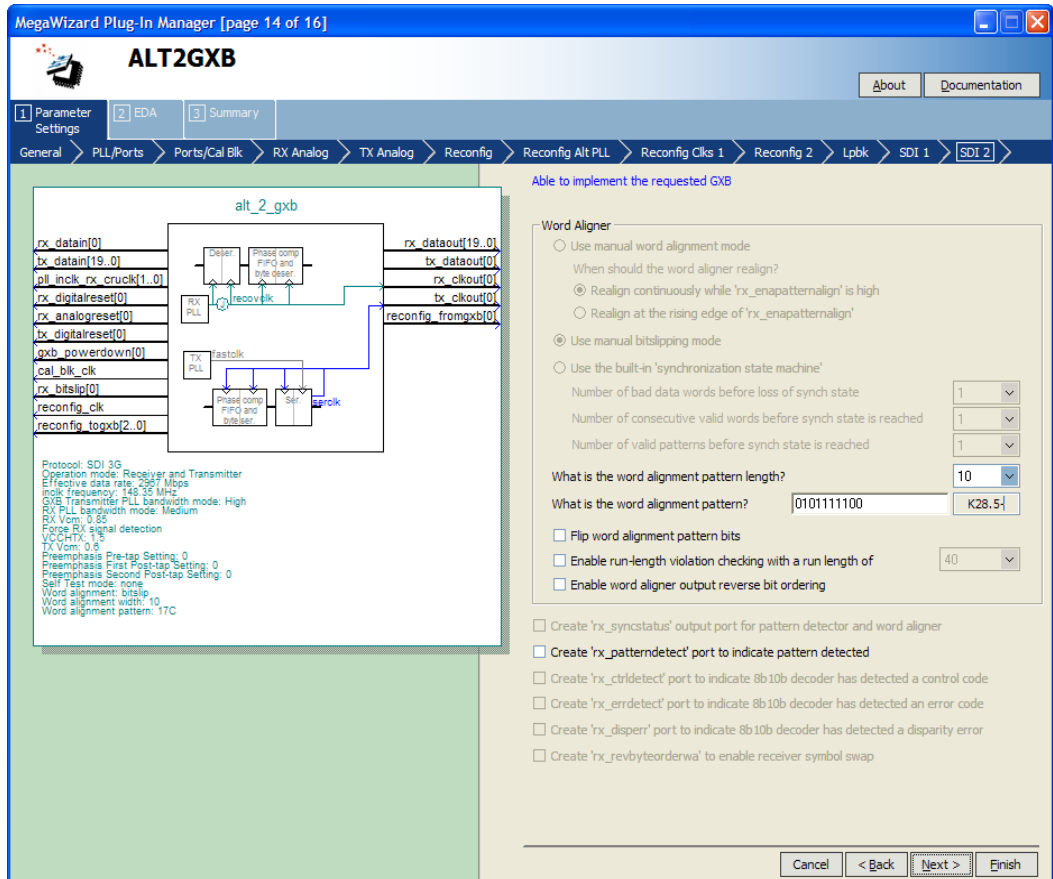 MegaWizard Plug-In Manager [page 14 of 16]
ALT2GXB
About
Documentation
1 Parameter Settings
2 EDA
3 Summary
General
PLL/Ports
Ports/Cal Blk
RX Analog
TX Analog
Reconfig
Reconfig Alt PLL
Reconfig Clks 1
Reconfig 2
Lpbk
SDI 1
SDI 2
alt_2_gxb
rx_datain[0]
tx_datain[19..0]
pll_inclk_rx_cruclk[1..0]
rx_digitalreset[0]
rx_analogreset[0]
tx_digitalreset[0]
gxb_powerdown[0]
cal_blk_clk
rx_bitslip[0]
reconfig_clk
reconfig_togxb[2..0]
Deser.
Phase comp
FIFO and
byte deser.
RX
PLL
recovclk
TX
PLL
fastclk
Phase comp
FIFO and
byte ser.
Ser.
serclk
rx_dataout[19..0]
tx_dataout[0]
rx_clkout[0]
tx_clkout[0]
reconfig_fromgxb[0]
Protocol: SDI 3G
Operation mode: Receiver and Transmitter
Effective data rate: 2967 Mbps
inclk frequency: 148.35 MHz
GXB Transmitter PLL bandwidth mode: High
RX PLL bandwidth mode: Medium
RX Vcm: 0.85
Force RX signal detection
VCCHTX: 1.5
TX Vcm: 0.6
Preemphasis Pre-tap Setting: 0
Preemphasis First Post-tap Setting: 0
Preemphasis Second Post-tap Setting: 0
Self Test mode: none
Word alignment: bitslip
Word alignment width: 10
Word alignment pattern: 17C
Able to implement the requested GXB
Word Aligner
Use manual word alignment mode
When should the word aligner realign?
Realign continuously while 'rx_enapatternalign' is high
Realign at the rising edge of 'rx_enapatternalign'
Use manual bitslipping mode
Use the built-in 'synchronization state machine'
Number of bad data words before loss of synch state 1
Number of consecutive valid words before synch state is reached 1
Number of valid patterns before synch state is reached 1
What is the word alignment pattern length? 10
What is the word alignment pattern? 0101111100 K28.5-
Flip word alignment pattern bits
Enable run-length violation checking with a run length of 40
Enable word aligner output reverse bit ordering
Create 'rx_syncstatus' output port for pattern detector and word aligner
Create 'rx_patterndetect' port to indicate pattern detected
Create 'rx_ctrldetect' port to indicate 8b10b decoder has detected a control code
Create 'rx_errdetect' port to indicate 8b10b decoder has detected an error code
Create 'rx_disperr' port to indicate 8b10b decoder has detected a disparity error
Create 'rx_revbyteorderwa' to enable receiver symbol swap
Cancel
< Back
Next >
Finish